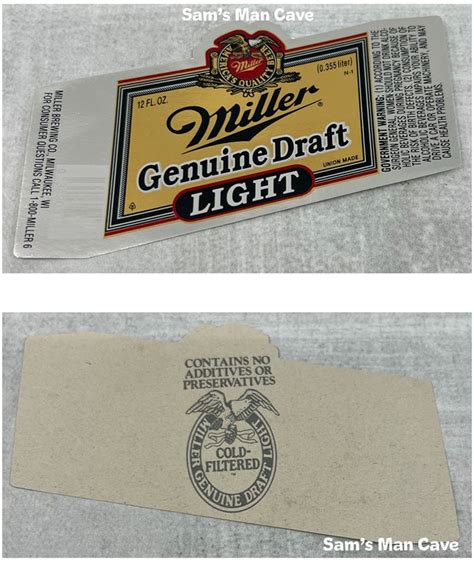 Sam's Man Cave
AMERICA'S QUALITY BEER
Miller
(0.355 liter)
N-1
12 FL. OZ.
Miller
Genuine Draft
UNION MADE
LIGHT
MILLER BREWING CO., MILWAUKEE, WI
FOR CONSUMER QUESTIONS CALL 1-800-MILLER 6
GOVERNMENT WARNING: (1) ACCORDING TO THE
SURGEON GENERAL, WOMEN SHOULD NOT DRINK ALCO-
HOLIC BEVERAGES DURING PREGNANCY BECAUSE OF
THE RISK OF BIRTH DEFECTS. (2) CONSUMPTION OF
ALCOHOLIC BEVERAGES IMPAIRS YOUR ABILITY TO
DRIVE A CAR OR OPERATE MACHINERY, AND MAY
CAUSE HEALTH PROBLEMS.
CONTAINS NO
ADDITIVES OR
PRESERVATIVES
MILLER GENUINE DRAFT LIGHT
COLD-
FILTERED
TM
Sam's Man Cave